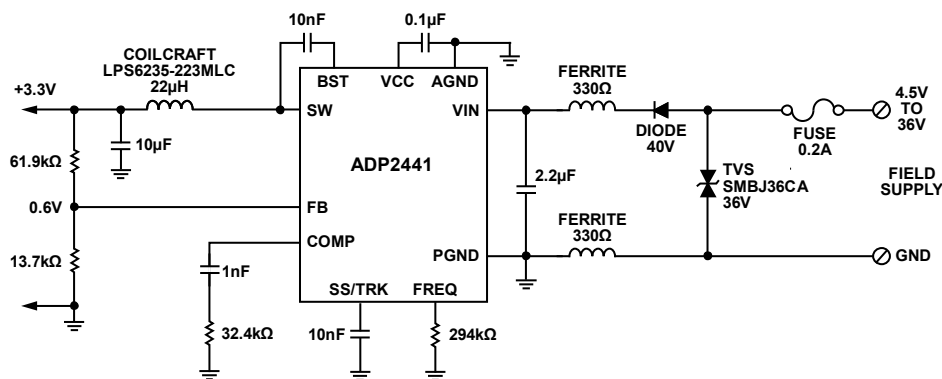 10nF
0.1µF
COILCRAFT
LPS6235-223MLC
22µH
+3.3V
BST
VCC
AGND
FERRITE
330Ω
4.5V
TO
36V
SW
VIN
10µF
DIODE
40V
FUSE
0.2A
61.9kΩ
ADP2441
2.2µF
TVS
SMBJ36CA
36V
FIELD
SUPPLY
0.6V
FB
FERRITE
330Ω
COMP
13.7kΩ
1nF
PGND
GND
SS/TRK
FREQ
32.4kΩ
10nF
294kΩ